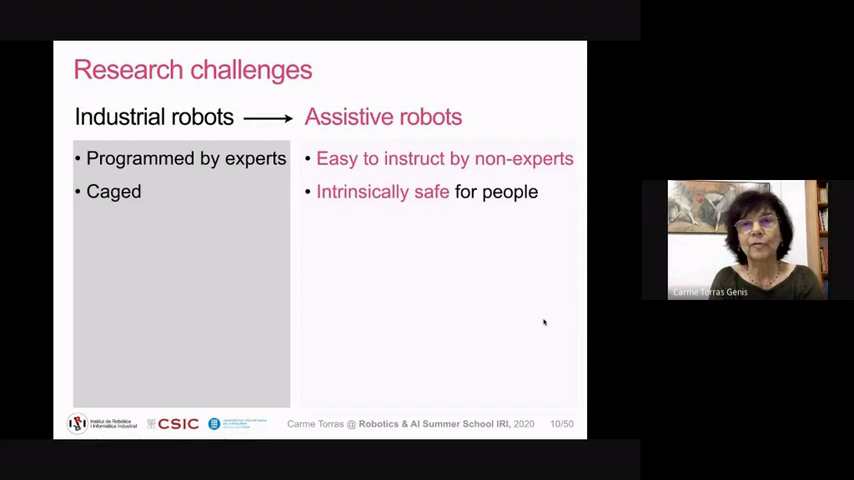 Research challenges
Industrial robots → Assistive robots
• Programmed by experts
• Caged
• Easy to instruct by non-experts
• Intrinsically safe for people
Carme Torras Genis
Institut de Robòtica
i Informàtica Industrial
CSIC
Carme Torras @ Robotics & AI Summer School IRI, 2020 10/50